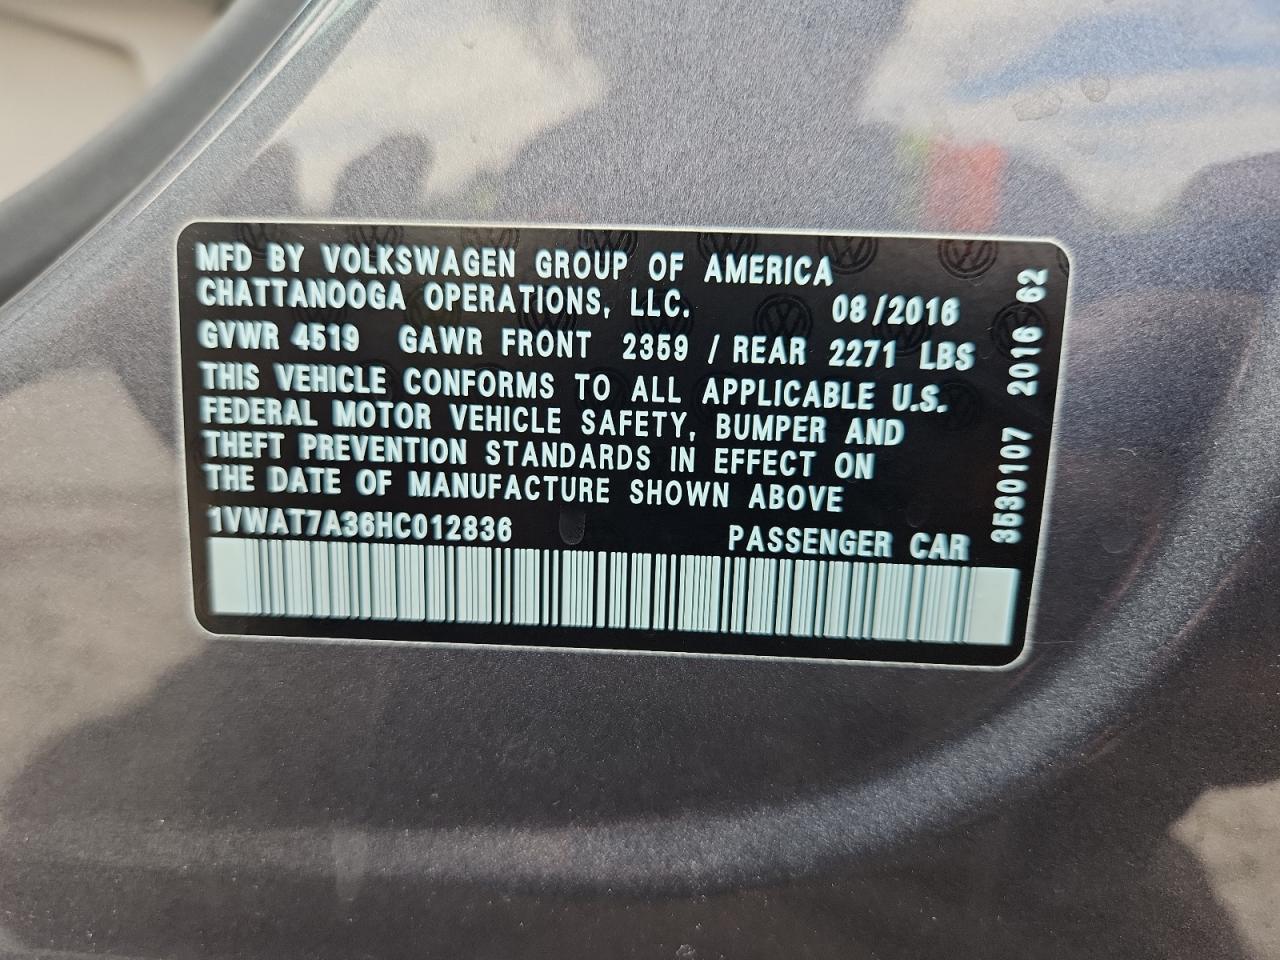 MFD BY VOLKSWAGEN GROUP OF AMERICA
CHATTANOOGA OPERATIONS, LLC. 08/2016
GVWR 4519 GAWR FRONT 2359 / REAR 2271 LBS
THIS VEHICLE CONFORMS TO ALL APPLICABLE U.S.
FEDERAL MOTOR VEHICLE SAFETY, BUMPER AND
THEFT PREVENTION STANDARDS IN EFFECT ON
THE DATE OF MANUFACTURE SHOWN ABOVE
1VWAT7A36HC012836 PASSENGER CAR
3530107 2016 62